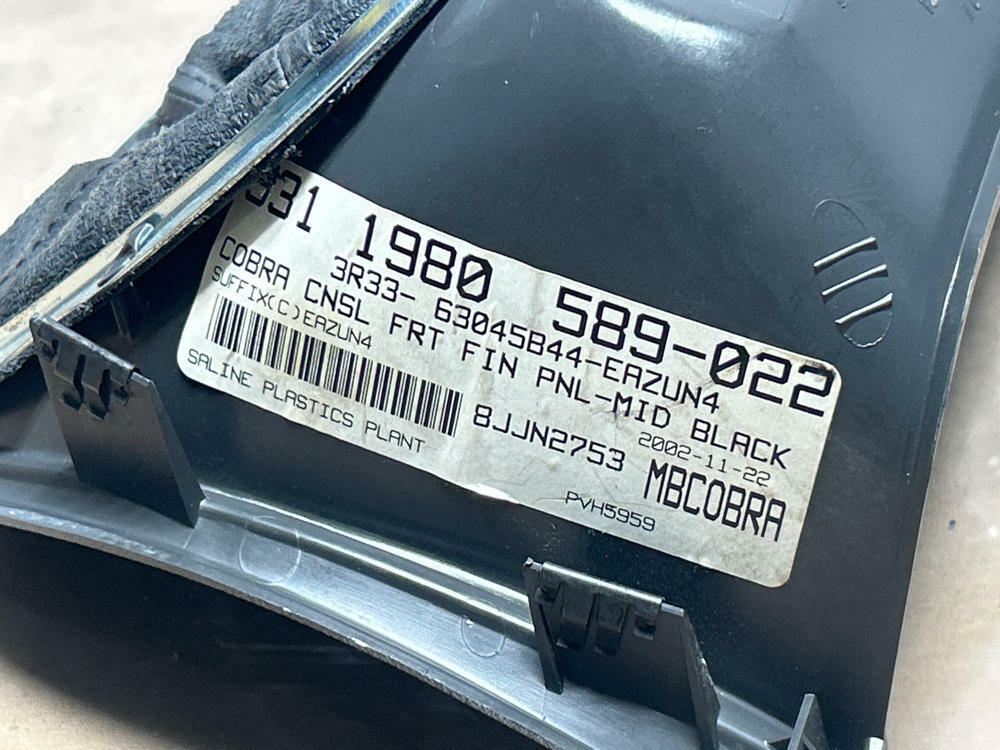 331 1980 589-022
3R33- 63045B44-EAZUN4
COBRA CNSL FRT FIN PNL-MID BLACK
SUFFIX(C)EAZUN4
2002-11-22
8JJN2753 MBCOBRA
SALINE PLASTICS PLANT
PVH5959